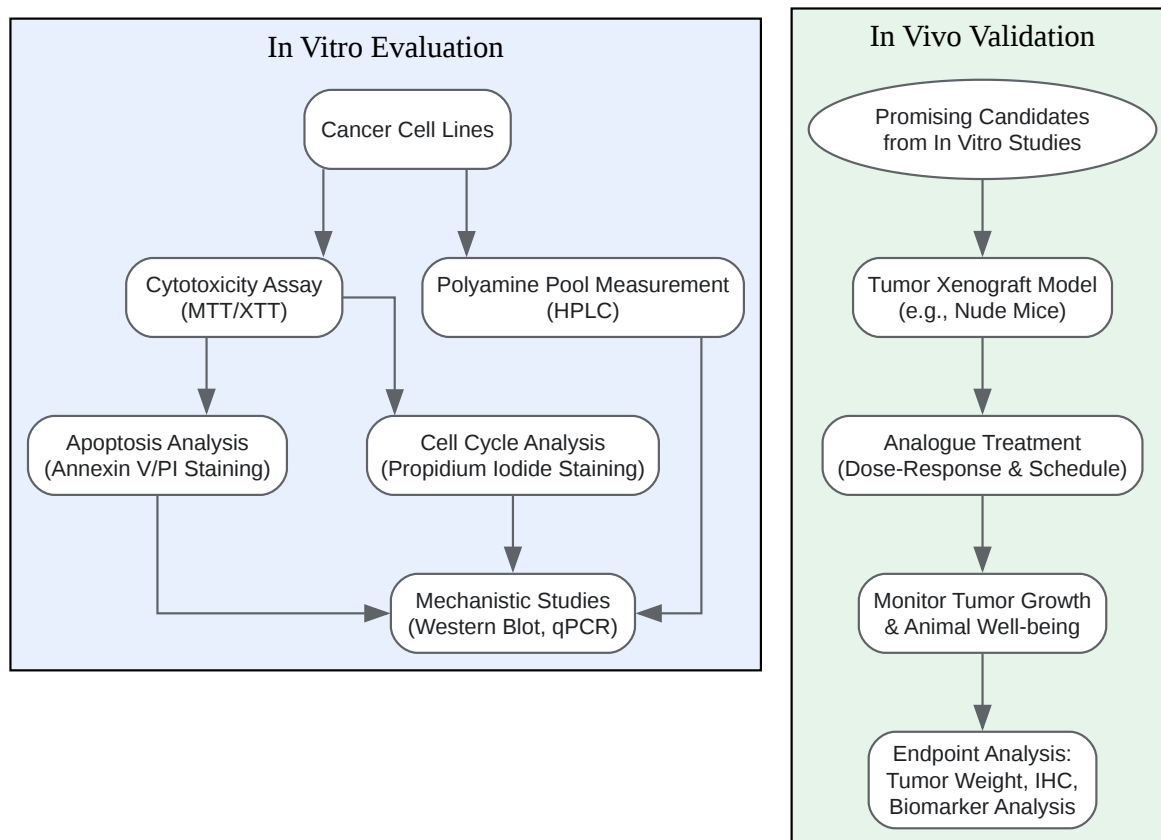 In Vitro Evaluation
Cancer Cell Lines
Cytotoxicity Assay
(MTT/XTT)
Polyamine Pool Measurement
(HPLC)
Apoptosis Analysis
(Annexin V/PI Staining)
Cell Cycle Analysis
(Propidium Iodide Staining)
Mechanistic Studies
(Western Blot, qPCR)
In Vivo Validation
Promising Candidates
from In Vitro Studies
Tumor Xenograft Model
(e.g., Nude Mice)
Analogue Treatment
(Dose-Response & Schedule)
Monitor Tumor Growth
& Animal Well-being
Endpoint Analysis:
Tumor Weight, IHC,
Biomarker Analysis